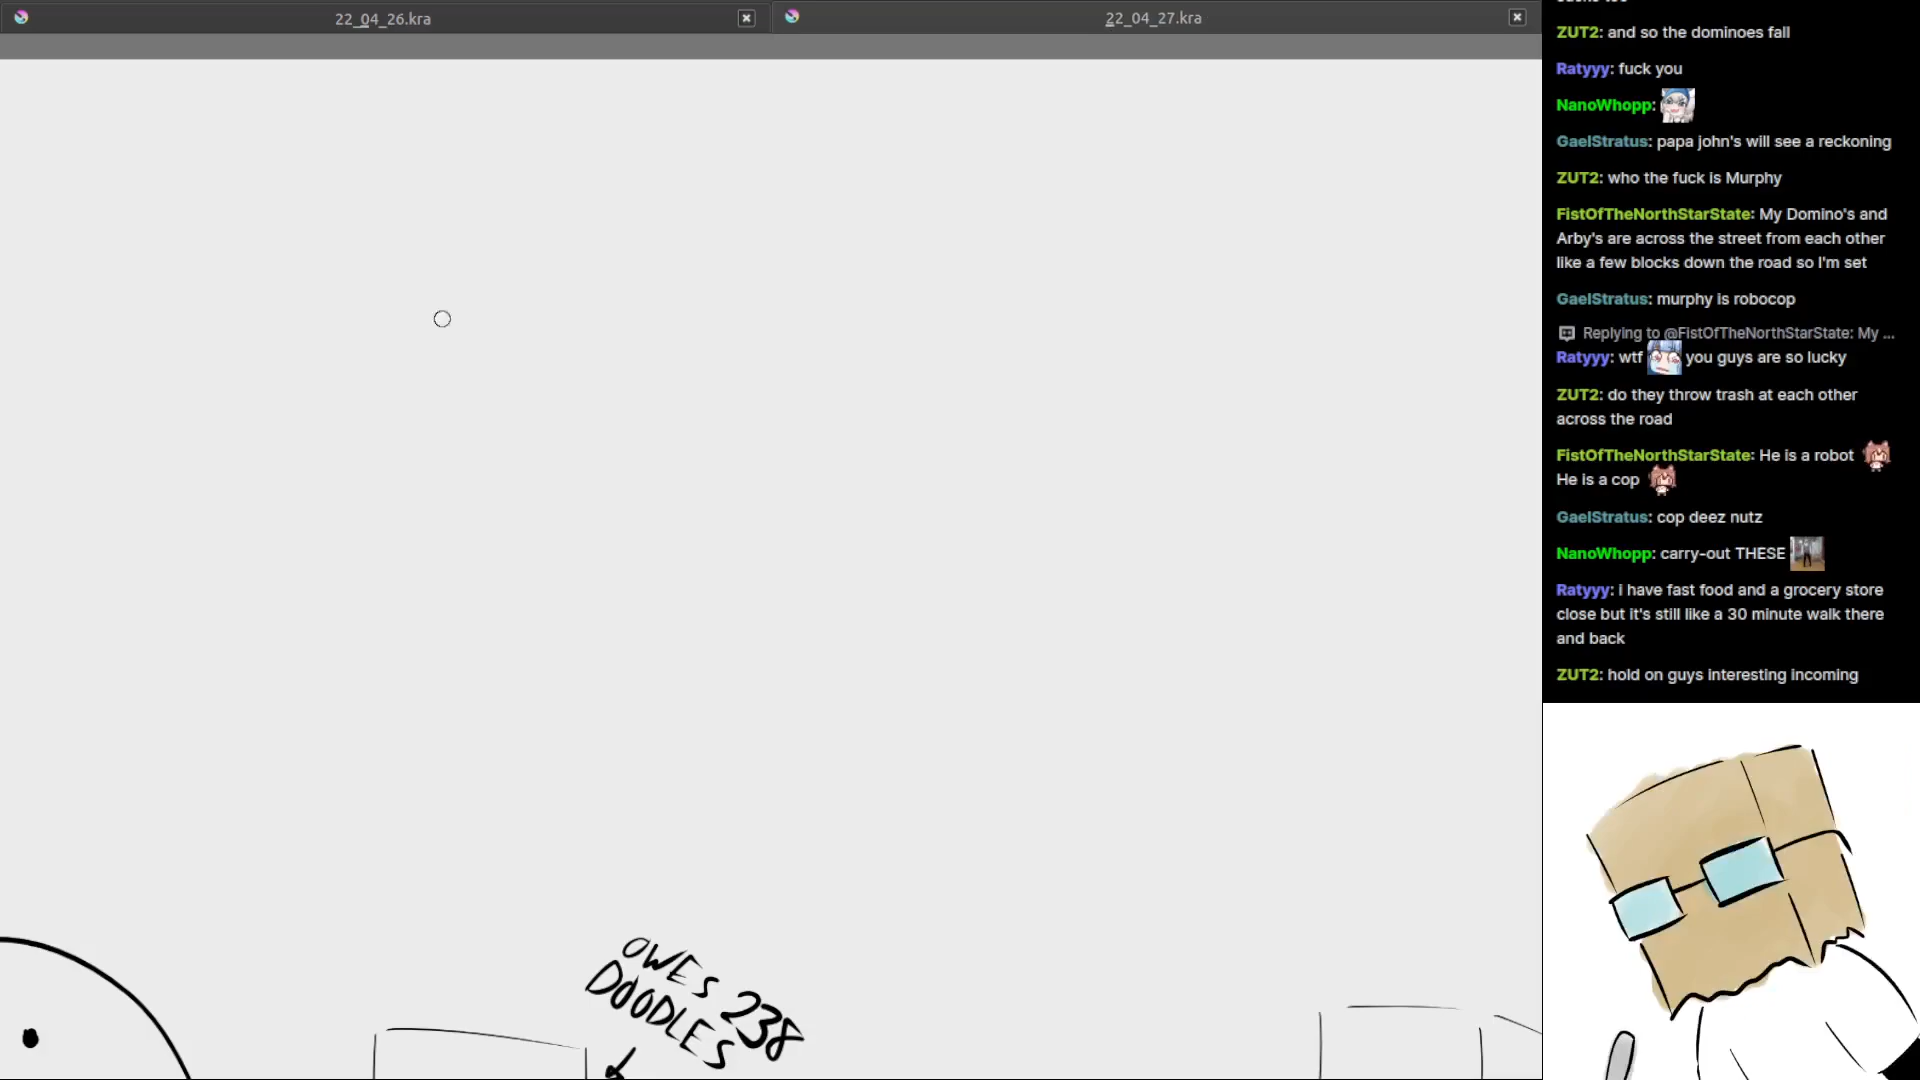 22_04_26.kra
22_04_27.kra
ZUT2: and so the dominoes fall
Ratyyy: fuck you
NanoWhopp:
GaelStratus: papa john's will see a reckoning
ZUT2: who the fuck is Murphy
FistOfTheNorthStarState: My Domino's and
Arby's are across the street from each other
like a few blocks down the road so I'm set
GaelStratus: murphy is robocop
Replying to @FistOfTheNorthStarState: My ...
Ratyyy: wtf you guys are so lucky
ZUT2: do they throw trash at each other
across the road
FistOfTheNorthStarState: He is a robot
He is a cop
GaelStratus: cop deez nutz
NanoWhopp: carry-out THESE
Ratyyy: i have fast food and a grocery store
close but it's still like a 30 minute walk there
and back
ZUT2: hold on guys interesting incoming
OWES 238
DOODLES